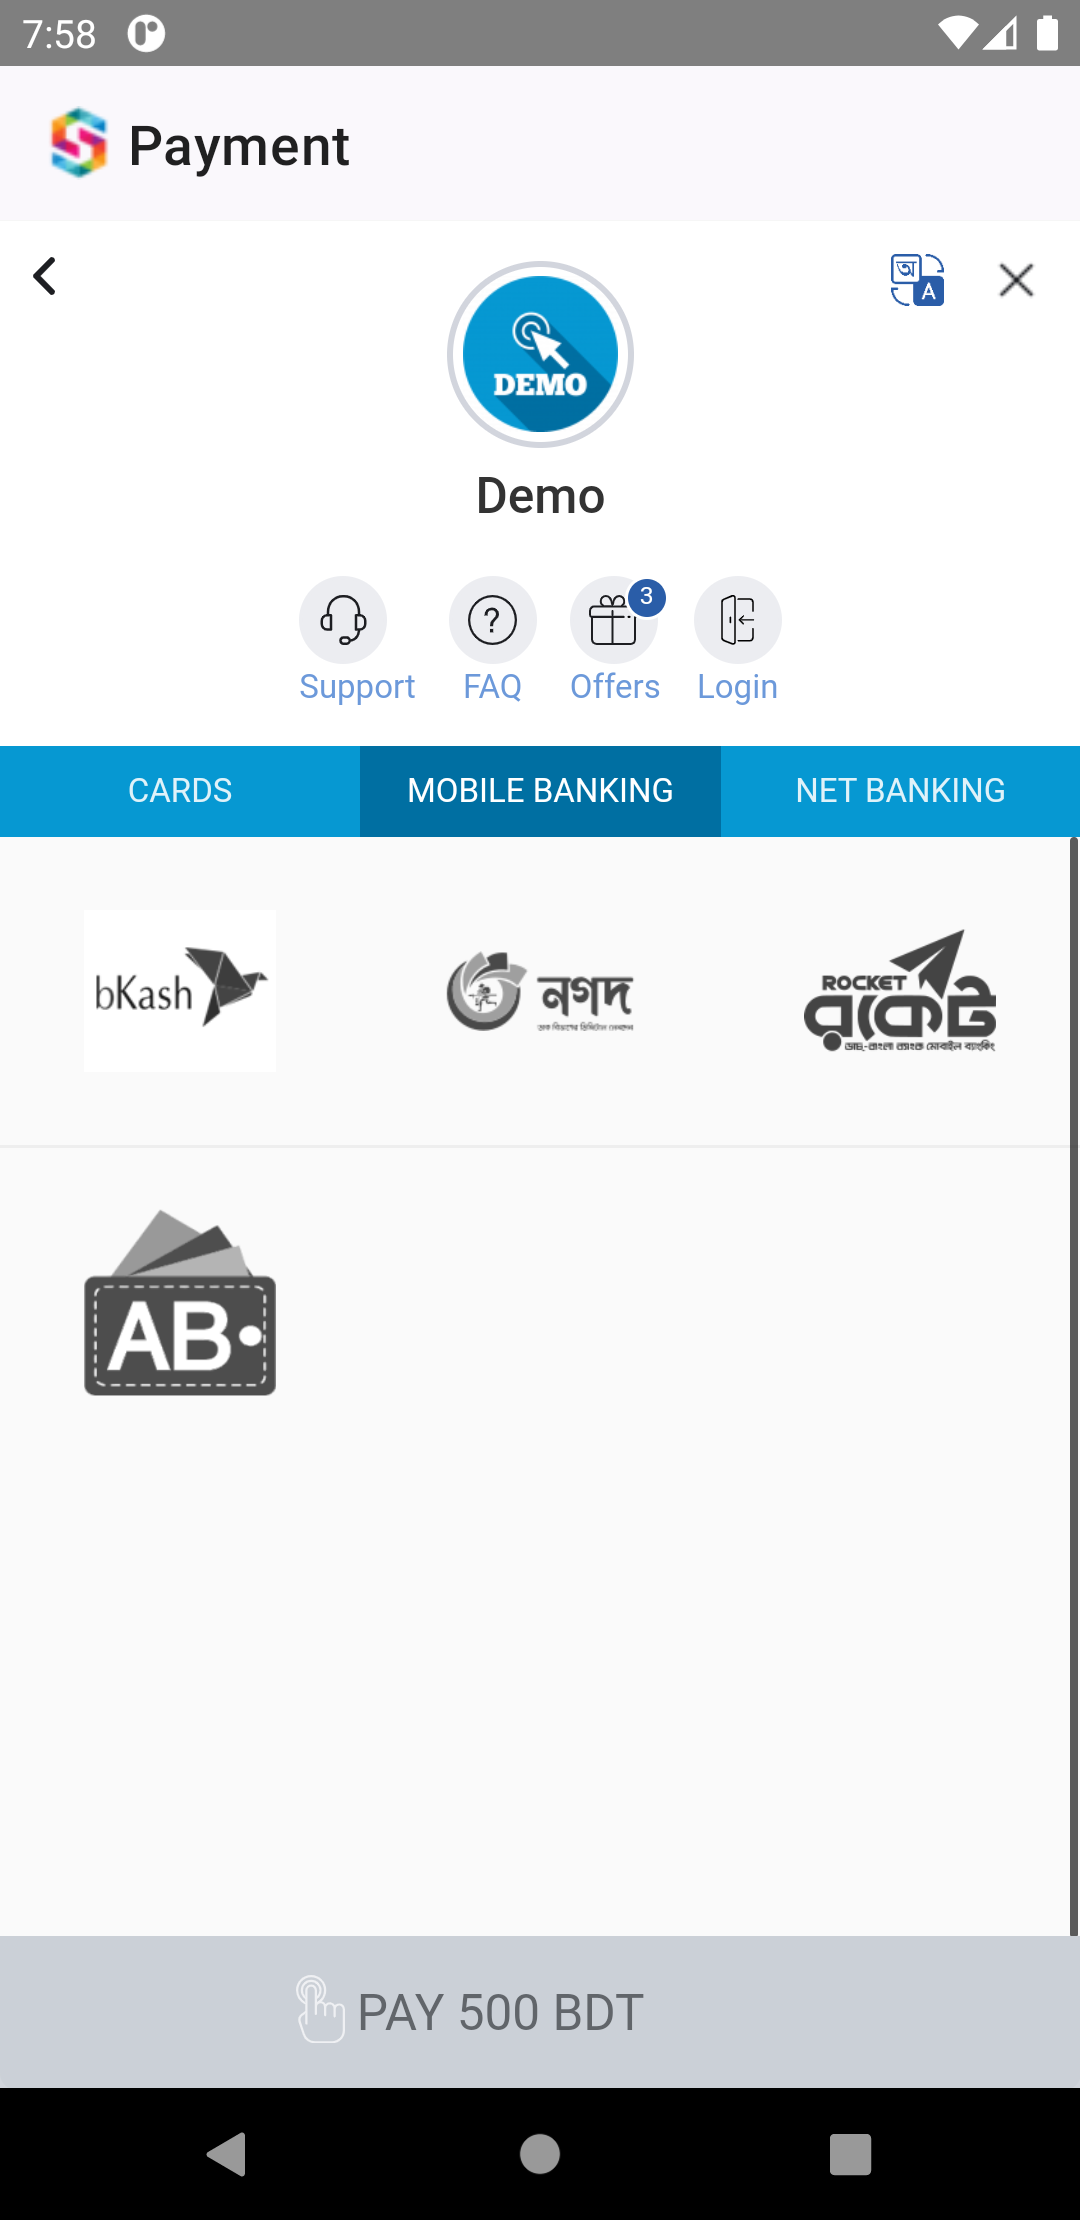 7:58
Payment
অ
A
DEMO
Demo
?
3
Support
FAQ
Offers
Login
CARDS
MOBILE BANKING
NET BANKING
bKash
নগদ
ডাক বিভাগের ডিজিটাল লেনদেন
ROCKET
রকেট
ডাচ্-বাংলা ব্যাংক মোবাইল ব্যাংকিং
AB
PAY 500 BDT